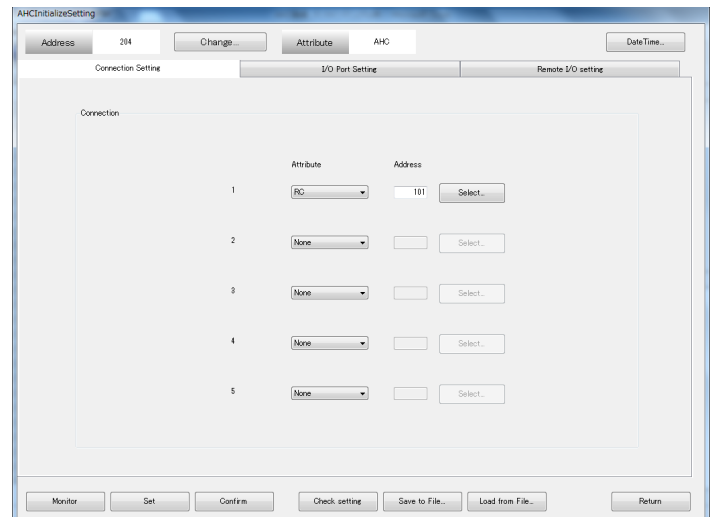 AHCInitializeSetting
Address 204 Change... Attribute AHC DateTime...
Connection Setting I/O Port Setting Remote I/O setting
Connection
Attribute Address
1 RC 101 Select...
2 None Select...
3 None Select...
4 None Select...
5 None Select...
Monitor Set Confirm Check setting Save to File... Load from File... Return